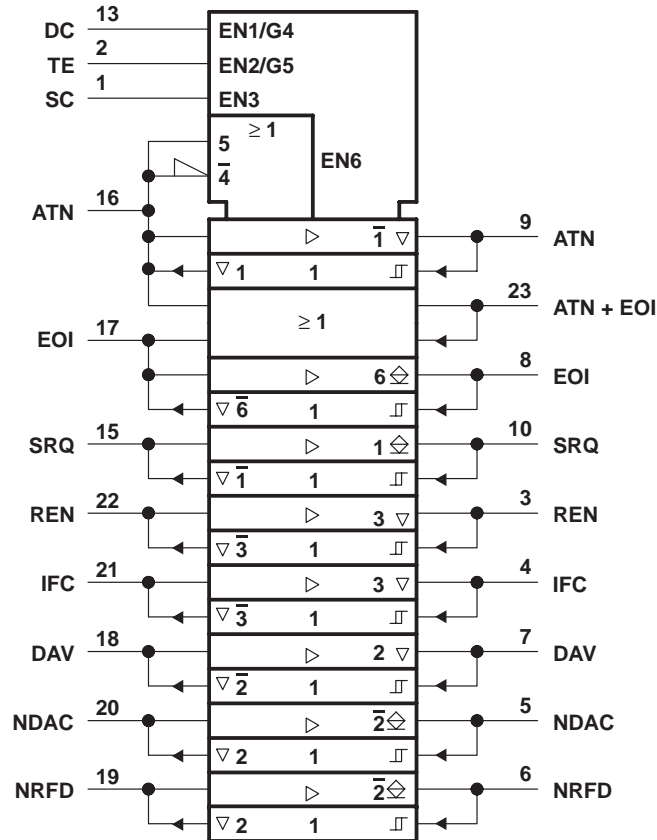 13
DC EN1/G4
2
TE EN2/G5
1
SC EN3
≥ 1
5
EN6
4̅
16
ATN
9
1̅ ATN
1 1
23
ATN + EOI
≥ 1
17
EOI
8
6 EOI
6̅ 1
15 10
SRQ 1 SRQ
1̅ 1
22 3
REN 3 REN
3̅ 1
21 4
IFC 3 IFC
3̅ 1
18 7
DAV 2 DAV
2̅ 1
20 5
NDAC 2̅ NDAC
2 1
19 6
NRFD 2̅ NRFD
2 1